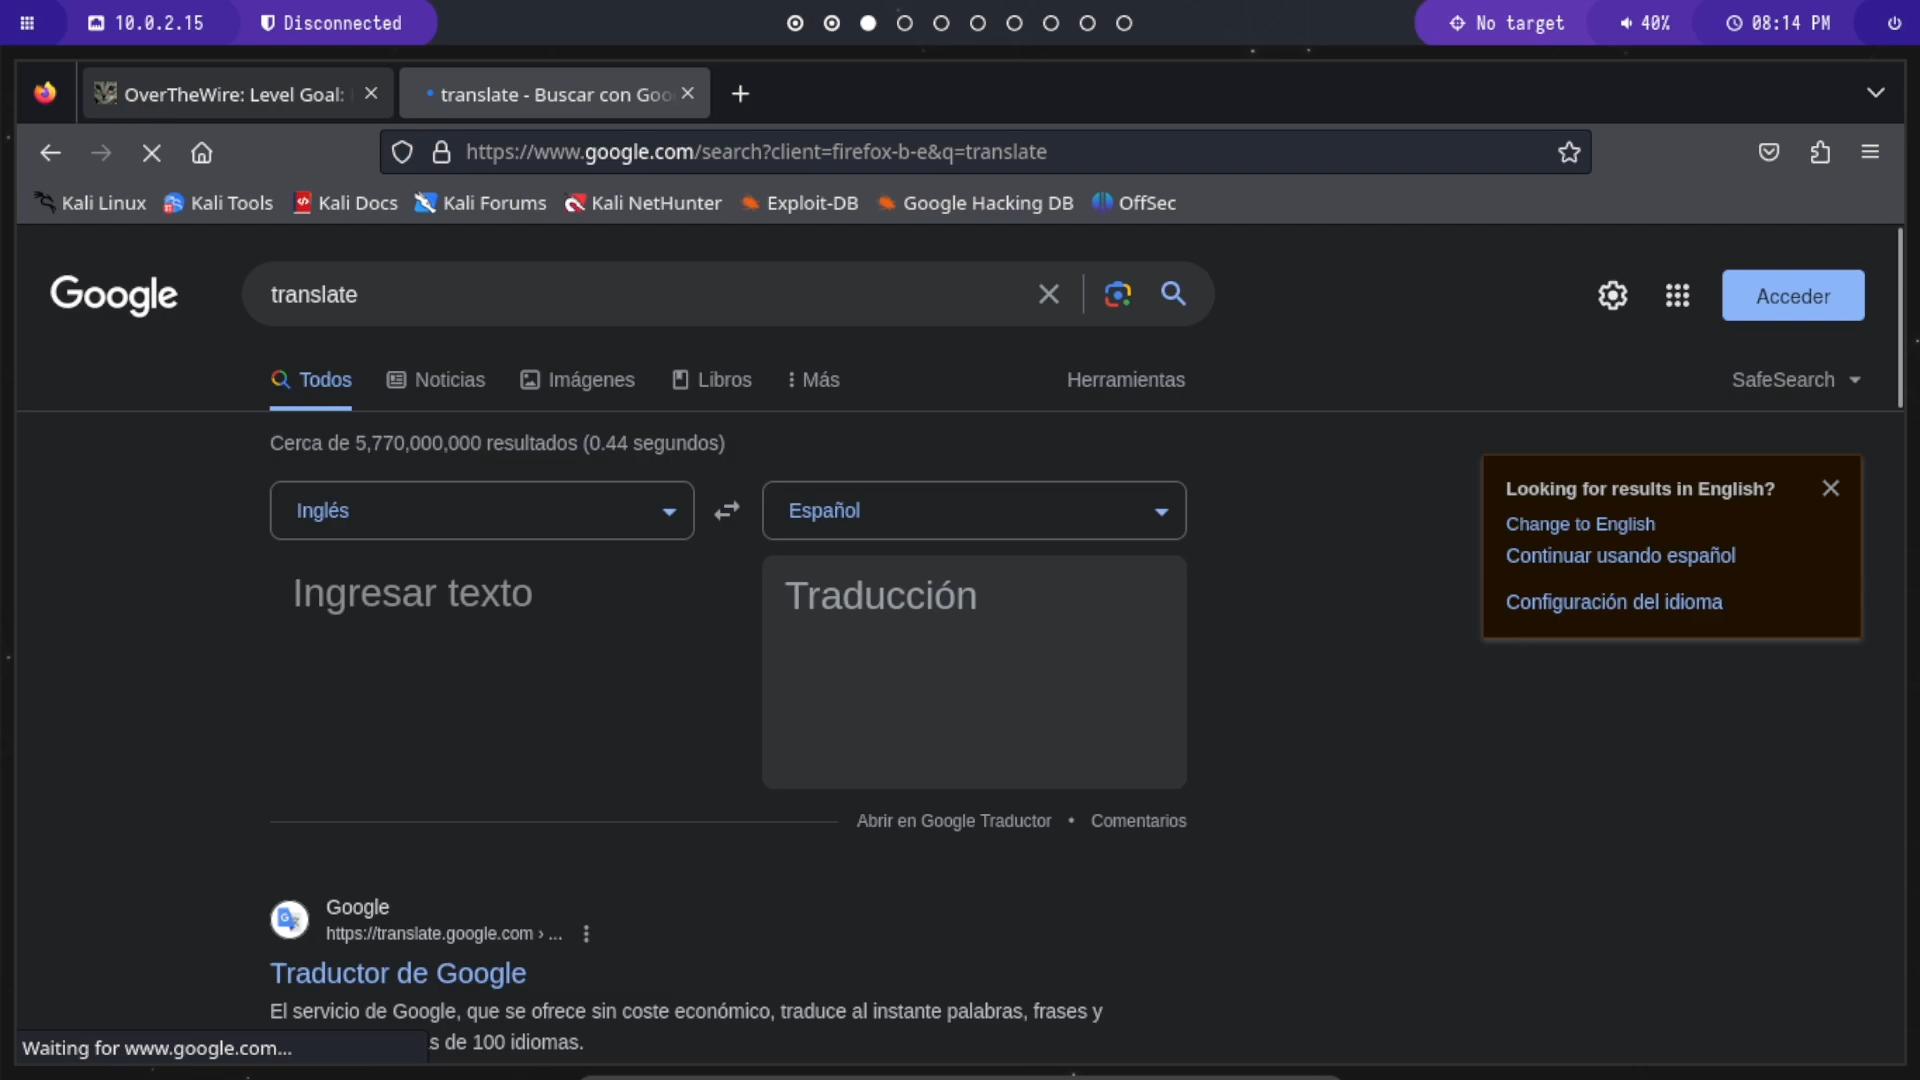 10.0.2.15
Disconnected
No target
40%
08:14 PM
OverTheWire: Level Goal:
translate - Buscar con Goo
https://www.google.com/search?client=firefox-b-e&q=translate
Kali Linux
Kali Tools
Kali Docs
Kali Forums
Kali NetHunter
Exploit-DB
Google Hacking DB
OffSec
Google
translate
Acceder
Todos
Noticias
Imágenes
Libros
Más
Herramientas
SafeSearch
Cerca de 5,770,000,000 resultados (0.44 segundos)
Inglés
Español
Ingresar texto
Traducción
Looking for results in English?
Change to English
Continuar usando español
Configuración del idioma
Abrir en Google Traductor • Comentarios
Google
https://translate.google.com › ...
Traductor de Google
El servicio de Google, que se ofrece sin coste económico, traduce al instante palabras, frases y
s de 100 idiomas.
Waiting for www.google.com...